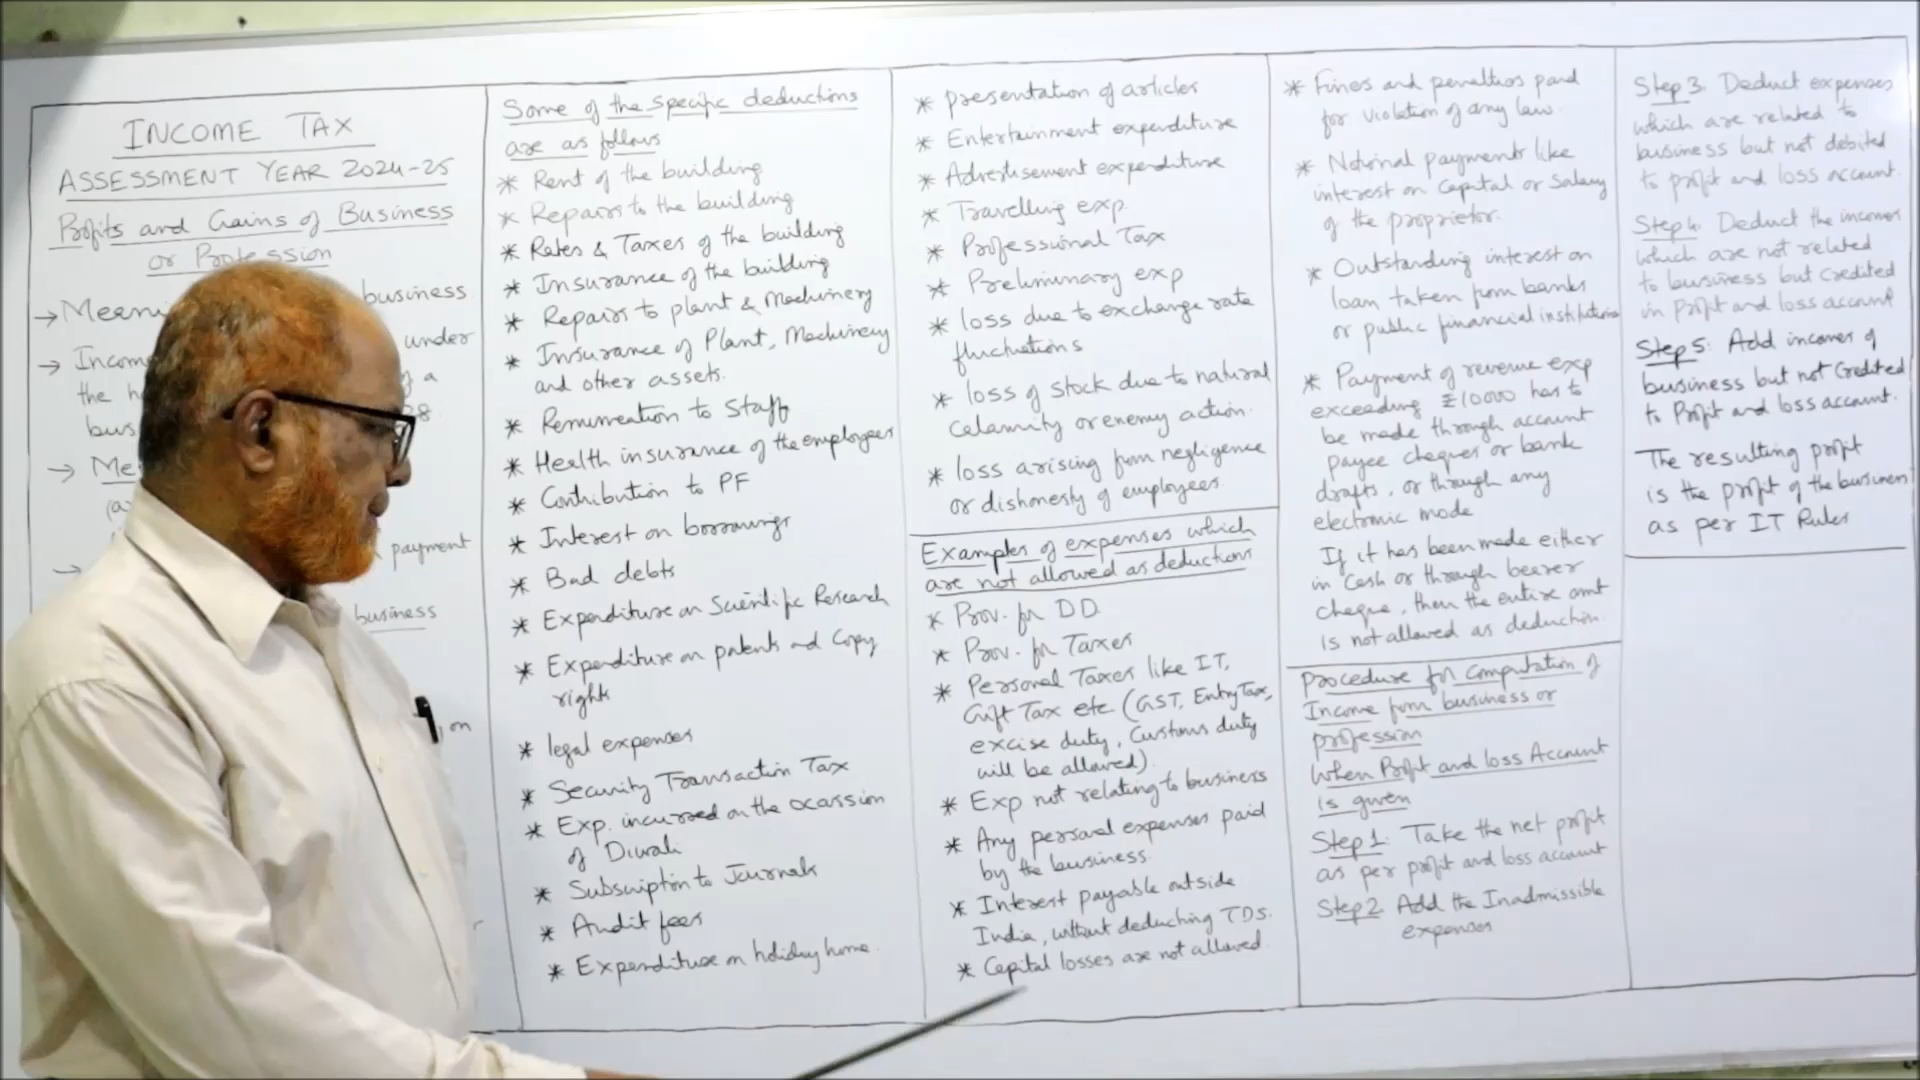 INCOME TAX
ASSESSMENT YEAR 2024-25
Profits and Gains of Business
or Profession
→ business
→ Incom under
the h a
bus 28
→ Me
payment
business
on
Some of the specific deductions
are as follows
* Rent of the building
* Repairs to the building
* Rates & Taxes of the building
* Insurance of the building
* Repairs to plant & Machinery
* Insurance of Plant, Machinery
and other assets.
* Remuneation to Staff
* Health insurance of the employees
* Contribution to PF
* Interest on borrowings
* Bad debts
* Expenditure on Scientific Research
* Expenditure on patents and Copy
rights
* legal expenses
* Security Transaction Tax
* Exp. incurred on the ocassion
of Diwali
* Subscription to Journals
* Audit fees
* Expenditure on holiday home.
* presentation of articles
* Entertainment expenditure
* Advertisement expenditure
* Travelling exp.
* Professional Tax
* Preliminary exp
* loss due to exchange rate
fluctuations
* loss of stock due to natural
calamity or enemy action.
* loss arising from negligence
or dishonesty of employees.
Examples of expenses which
are not allowed as deductions
* Prov. for DD
* Prov. for Taxes
* Personal Taxes like IT,
Gift Tax etc (GST, Entry Tax,
excise duty, Customs duty
will be allowed).
* Exp not relating to business
* Any personal expenses paid
by the business.
* Interest payable outside
India, without deducting TDS.
* Capital losses are not allowed
* Fines and penalties paid
for violation of any law.
* Notional payments like
interest on Capital or Salary
of the proprietor.
* Outstanding interest on
loan taken from banks
or public financial institutions
* Payment of revenue exp
exceeding ₹10000 has to
be made through account
payee cheques or bank
drafts, or through any
electronic mode
If it has been made either
in Cash or through bearer
cheque, then the entire amt
is not allowed as deduction.
Procedure for Computation of
Income from business or
profession
When Profit and loss Account
is given
Step 1: Take the net profit
as per profit and loss account
Step 2. Add the Inadmissible
expenses
Step 3. Deduct expenses
which are related to
business but not debited
to profit and loss account.
Step 4. Deduct the incomes
which are not related
to business but Credited
in Profit and loss account
Step 5: Add incomes of
business but not Credited
to Profit and loss account.
The resulting profit
is the profit of the business
as per IT Rules